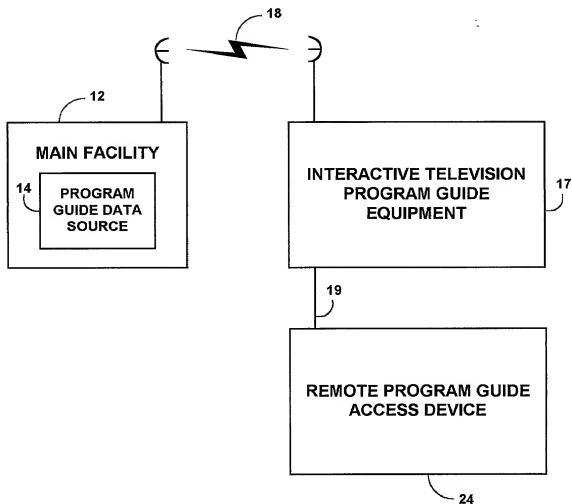 18
12
MAIN FACILITY
14
PROGRAM
GUIDE DATA
SOURCE
INTERACTIVE TELEVISION
PROGRAM GUIDE
EQUIPMENT
17
19
REMOTE PROGRAM GUIDE
ACCESS DEVICE
24